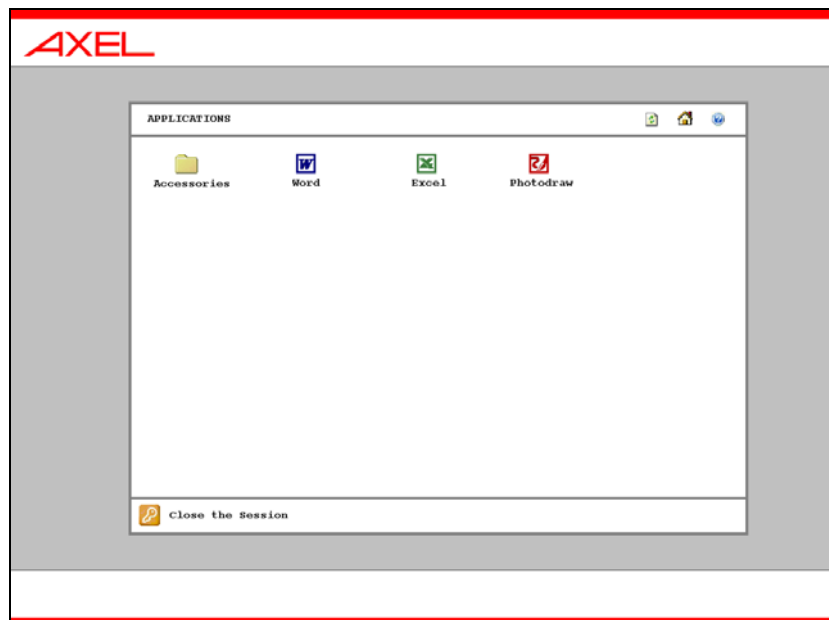 AXEL
APPLICATIONS
Accessories Word Excel Photodraw
Close the Session